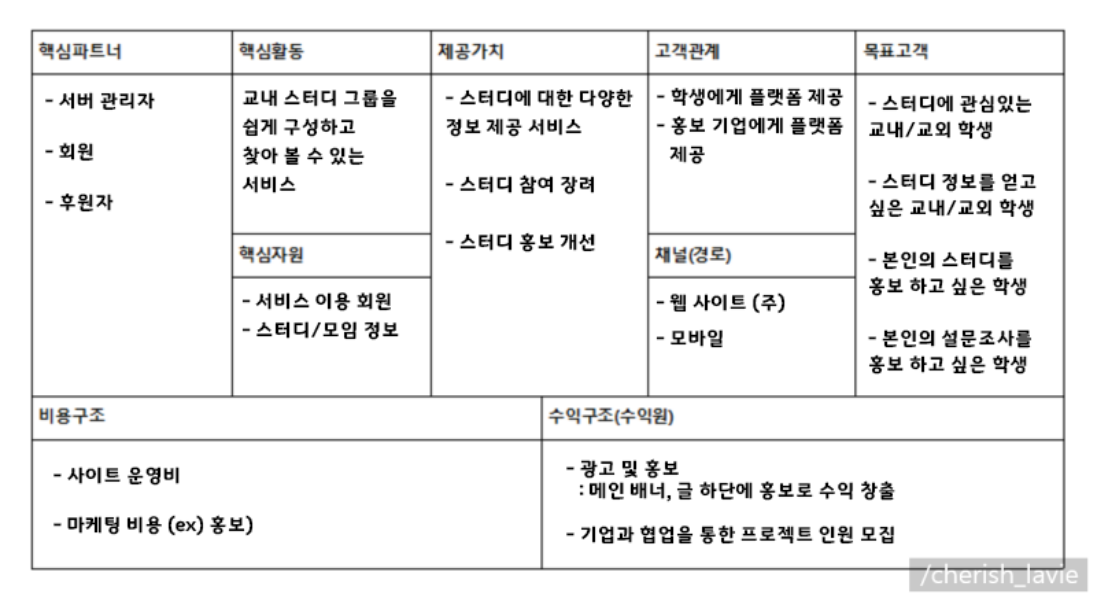 핵심파트너
- 서버 관리자
- 회원
- 후원자
핵심활동
교내 스터디 그룹을
쉽게 구성하고
찾아 볼 수 있는
서비스
핵심자원
- 서비스 이용 회원
- 스터디/모임 정보
제공가치
- 스터디에 대한 다양한
정보 제공 서비스
- 스터디 참여 장려
- 스터디 홍보 개선
고객관계
- 학생에게 플랫폼 제공
- 홍보 기업에게 플랫폼
제공
채널(경로)
- 웹 사이트 (주)
- 모바일
목표고객
- 스터디에 관심있는
교내/교외 학생
- 스터디 정보를 얻고
싶은 교내/교외 학생
- 본인의 스터디를
홍보 하고 싶은 학생
- 본인의 설문조사를
홍보 하고 싶은 학생
비용구조
- 사이트 운영비
- 마케팅 비용 (ex) 홍보)
수익구조(수익원)
- 광고 및 홍보
: 메인 배너, 글 하단에 홍보로 수익 창출
- 기업과 협업을 통한 프로젝트 인원 모집
/cherish_lavie